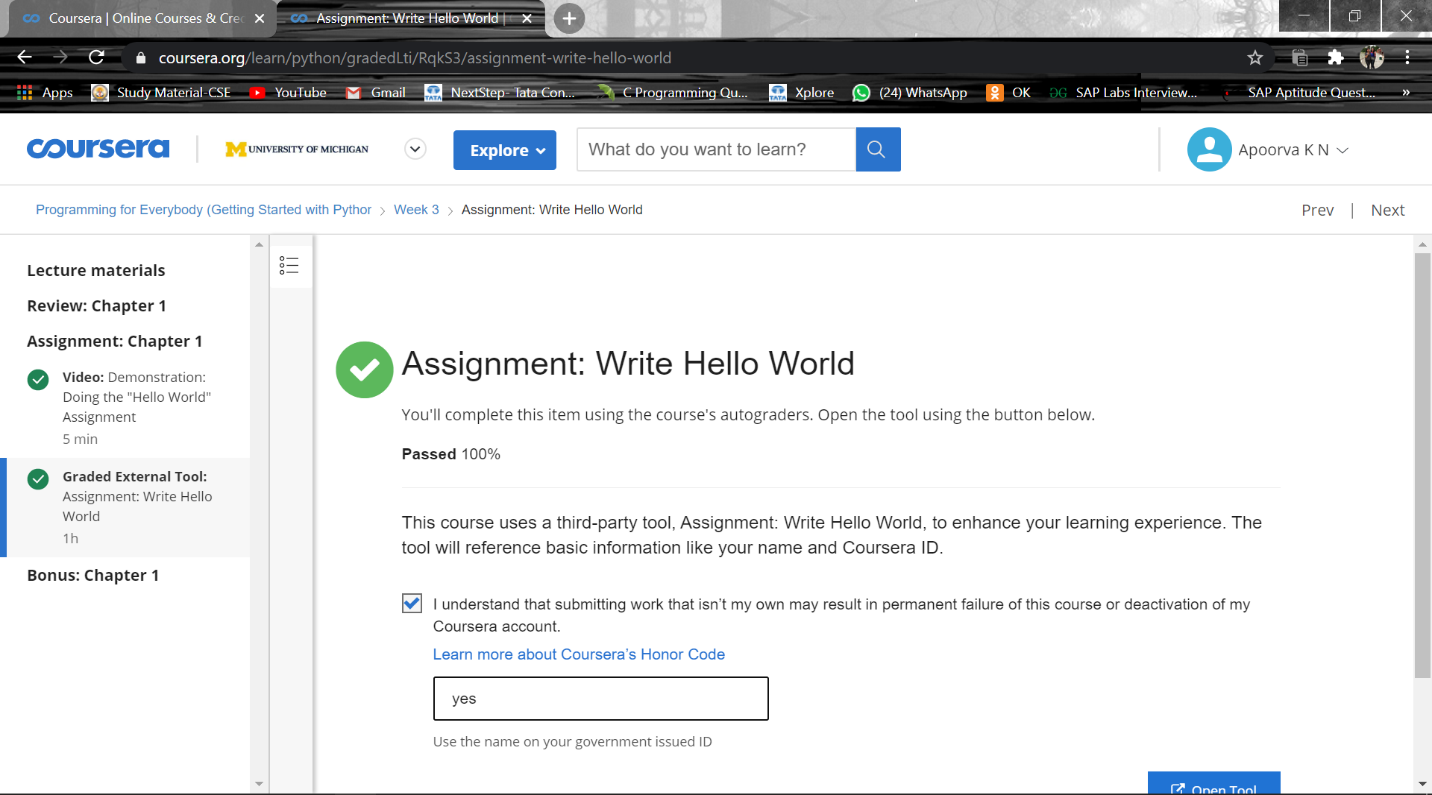 Coursera | Online Courses & Cre
Assignment: Write Hello World |
coursera.org/learn/python/gradedLti/RqkS3/assignment-write-hello-world
Apps Study Material-CSE YouTube Gmail NextStep- Tata Con... C Programming Qu... Xplore (24) WhatsApp OK SAP Labs Interview... SAP Aptitude Quest... »
TATA TATA DG
coursera | M UNIVERSITY OF MICHIGAN Explore What do you want to learn? Apoorva K N
Programming for Everybody (Getting Started with Python > Week 3 > Assignment: Write Hello World Prev | Next
Lecture materials
Review: Chapter 1
Assignment: Chapter 1
Video: Demonstration:
Doing the "Hello World"
Assignment
5 min
Graded External Tool:
Assignment: Write Hello
World
1h
Bonus: Chapter 1
Assignment: Write Hello World
You'll complete this item using the course's autograders. Open the tool using the button below.
Passed 100%
This course uses a third-party tool, Assignment: Write Hello World, to enhance your learning experience. The
tool will reference basic information like your name and Coursera ID.
I understand that submitting work that isn't my own may result in permanent failure of this course or deactivation of my
Coursera account.
Learn more about Coursera's Honor Code
yes
Use the name on your government issued ID
Open Tool